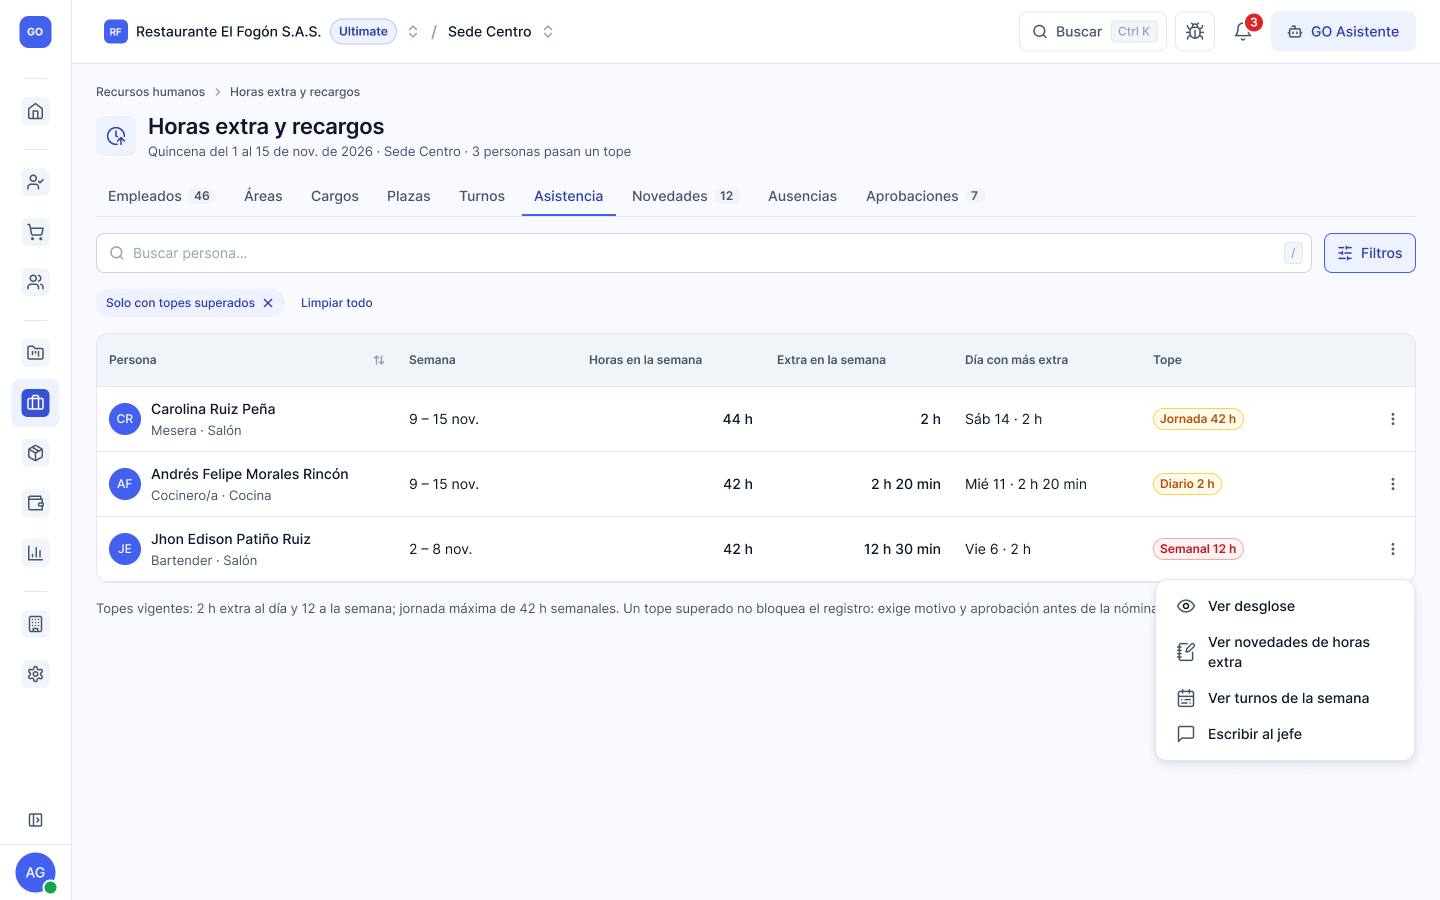 GO
RF Restaurante El Fogón S.A.S. Ultimate / Sede Centro
Buscar Ctrl K
3
GO Asistente
Recursos humanos > Horas extra y recargos
Horas extra y recargos
Quincena del 1 al 15 de nov. de 2026 · Sede Centro · 3 personas pasan un tope
Empleados 46 Áreas Cargos Plazas Turnos Asistencia Novedades 12 Ausencias Aprobaciones 7
Buscar persona... /
Filtros
Solo con topes superados Limpiar todo
Persona Semana Horas en la semana Extra en la semana Día con más extra Tope
CR Carolina Ruiz Peña
Mesera · Salón
9 – 15 nov. 44 h 2 h Sáb 14 · 2 h Jornada 42 h
AF Andrés Felipe Morales Rincón
Cocinero/a · Cocina
9 – 15 nov. 42 h 2 h 20 min Mié 11 · 2 h 20 min Diario 2 h
JE Jhon Edison Patiño Ruiz
Bartender · Salón
2 – 8 nov. 42 h 12 h 30 min Vie 6 · 2 h Semanal 12 h
Topes vigentes: 2 h extra al día y 12 a la semana; jornada máxima de 42 h semanales. Un tope superado no bloquea el registro: exige motivo y aprobación antes de la nómina
Ver desglose
Ver novedades de horas
extra
Ver turnos de la semana
Escribir al jefe
AG